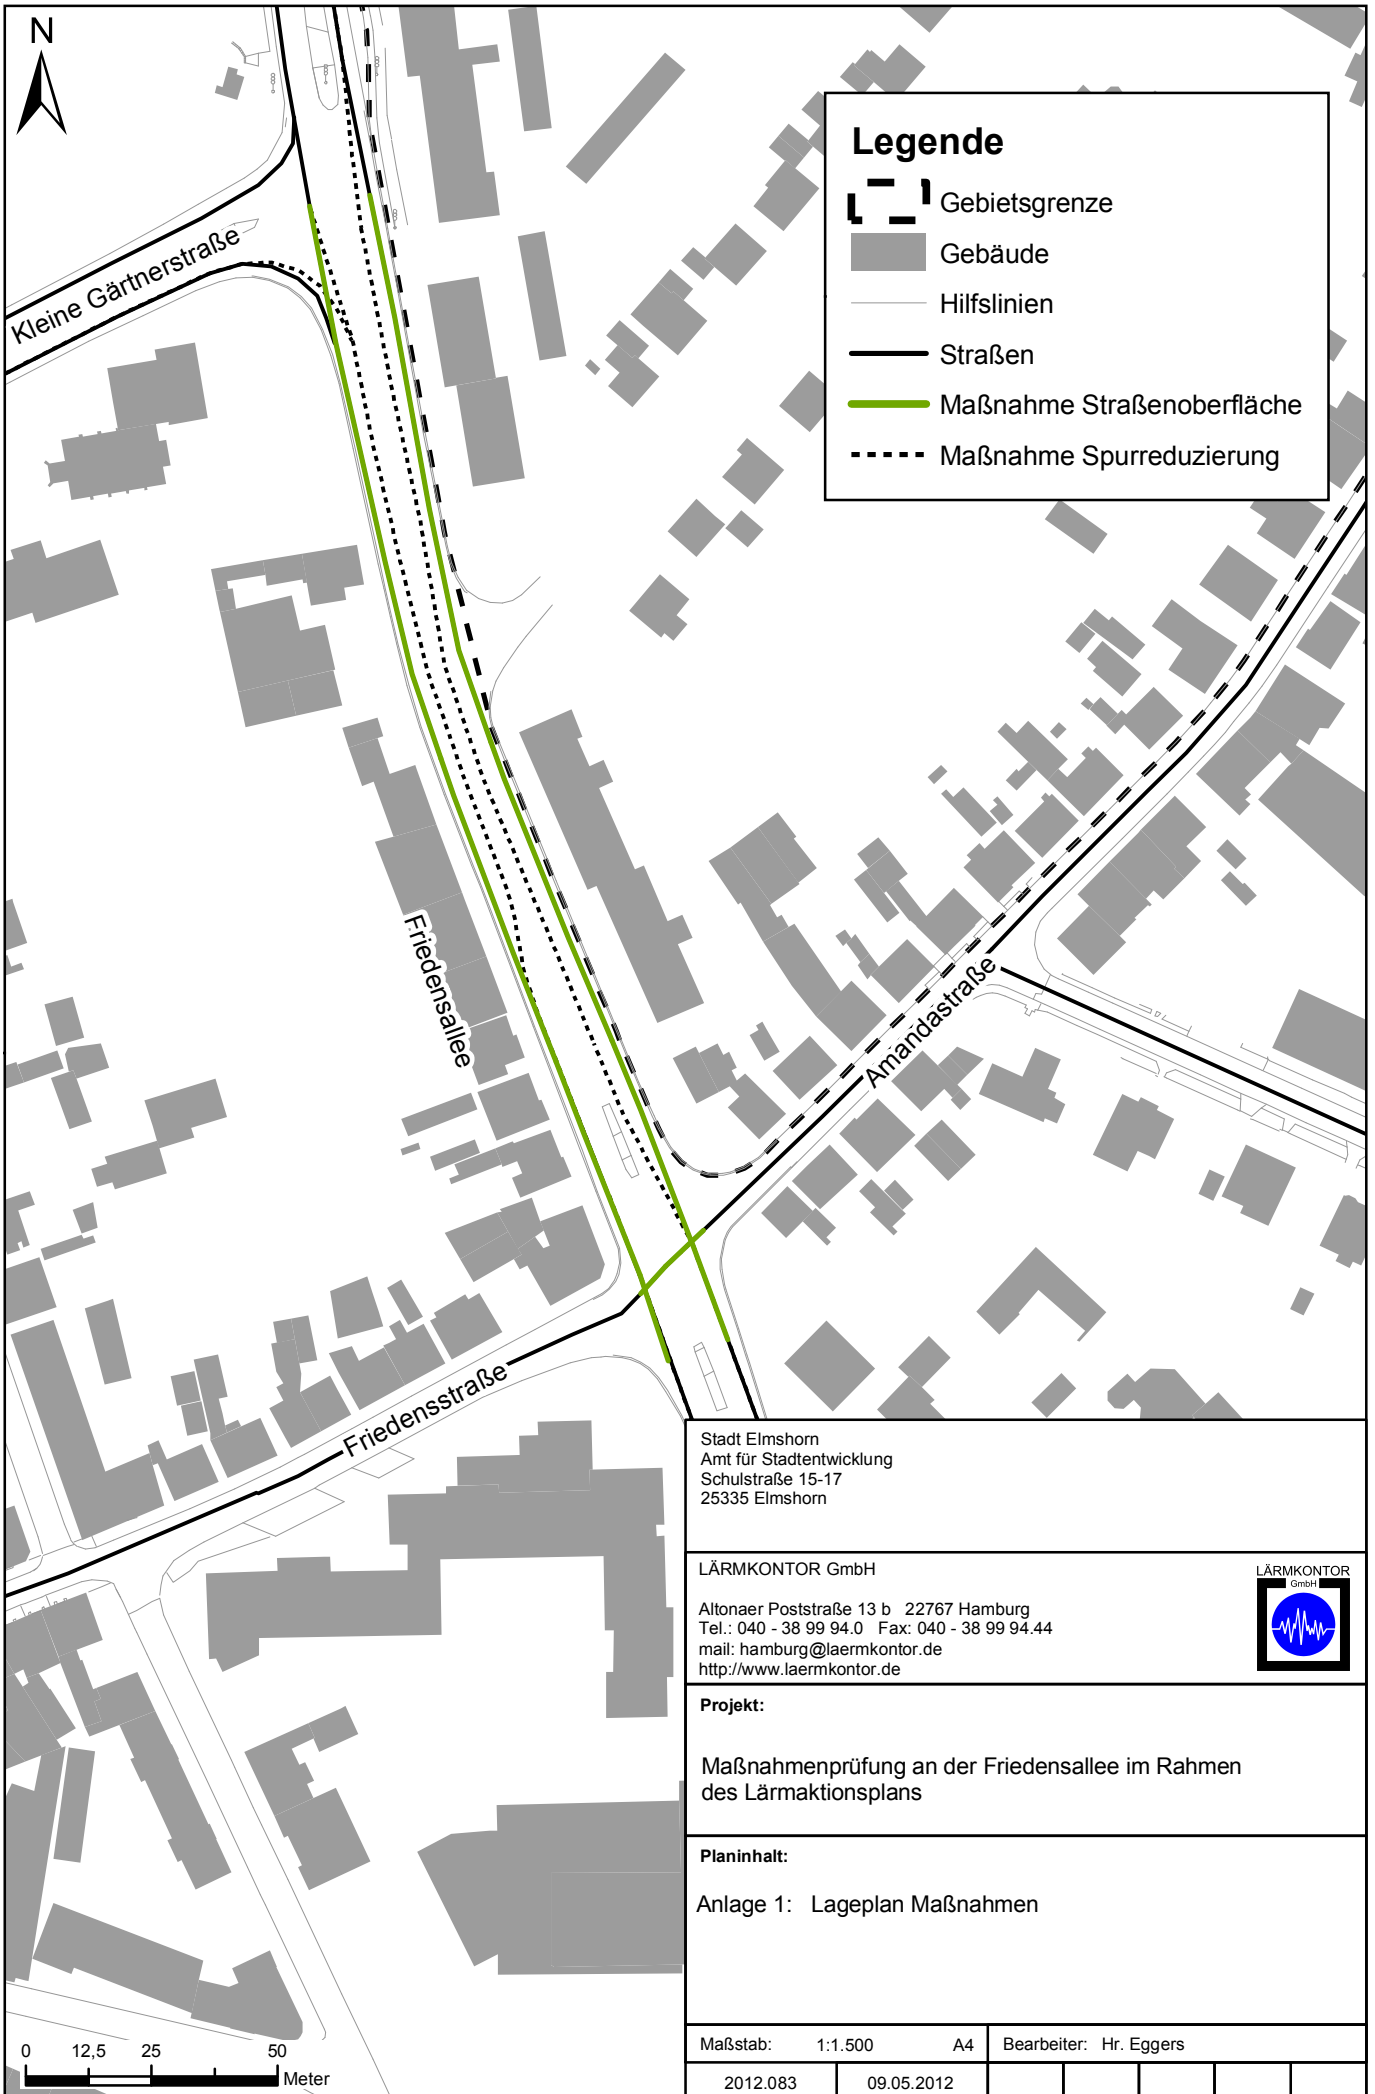 N
Legende
Gebietsgrenze
Gebäude
Hilfslinien
Straßen
Maßnahme Straßenoberfläche
Maßnahme Spurreduzierung
Kleine Gärtnerstraße
Friedensallee
Amandastraße
Friedensstraße
Stadt Elmshorn
Amt für Stadtentwicklung
Schulstraße 15-17
25335 Elmshorn
LÄRMKONTOR GmbH
Altonaer Poststraße 13 b 22767 Hamburg
Tel.: 040 - 38 99 94.0 Fax: 040 - 38 99 94.44
mail: hamburg@laermkontor.de
http://www.laermkontor.de
LÄRMKONTOR
GmbH
Projekt:
Maßnahmenprüfung an der Friedensallee im Rahmen
des Lärmaktionsplans
Planinhalt:
Anlage 1: Lageplan Maßnahmen
Maßstab: 1:1.500 A4 Bearbeiter: Hr. Eggers
2012.083 09.05.2012
0 12,5 25 50
Meter